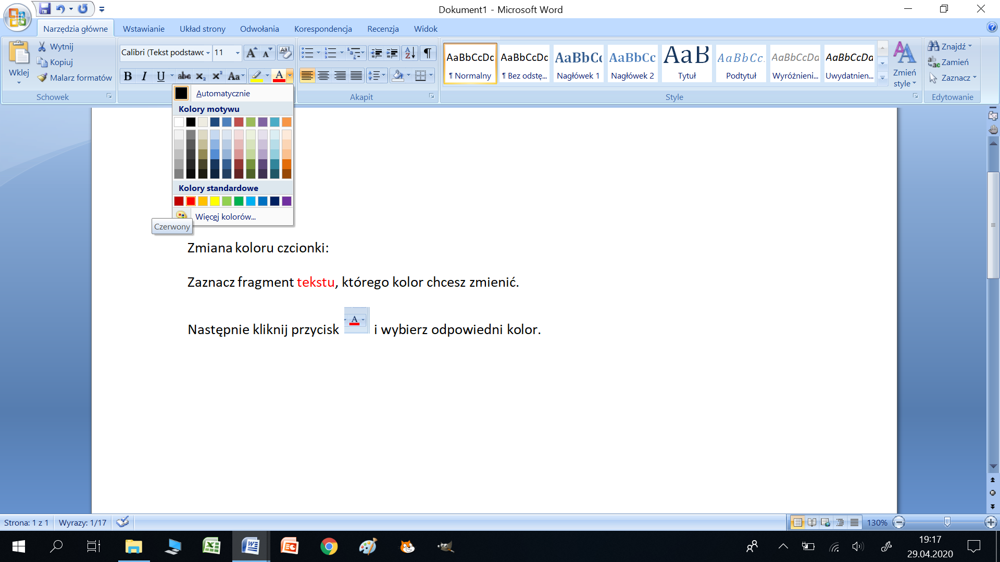 Dokument1 - Microsoft Word
Narzędzia główne Wstawianie Układ strony Odwołania Korespondencja Recenzja Widok
Wklej
Wytnij
Kopiuj
Malarz formatów
Schowek
Calibri (Tekst podstawc 11
B I U abc x₂ x² Aa A
Akapit
AaBbCcDc AaBbCcDc AaBbCc AaBbCc AaB AaBbCc. AaBbCcDa AaBbCcDa
¶ Normalny ¶ Bez odstę... Nagłówek 1 Nagłówek 2 Tytuł Podtytuł Wyróżnieni... Uwydatnien...
Zmień
style
Style
Znajdź
Zamień
Zaznacz
Edytowanie
Automatycznie
Kolory motywu
Kolory standardowe
Więcej kolorów...
Czerwony
Zmiana koloru czcionki:
Zaznacz fragment tekstu, którego kolor chcesz zmienić.
Następnie kliknij przycisk A i wybierz odpowiedni kolor.
Strona: 1 z 1 Wyrazy: 1/17 130%
19:17
29.04.2020